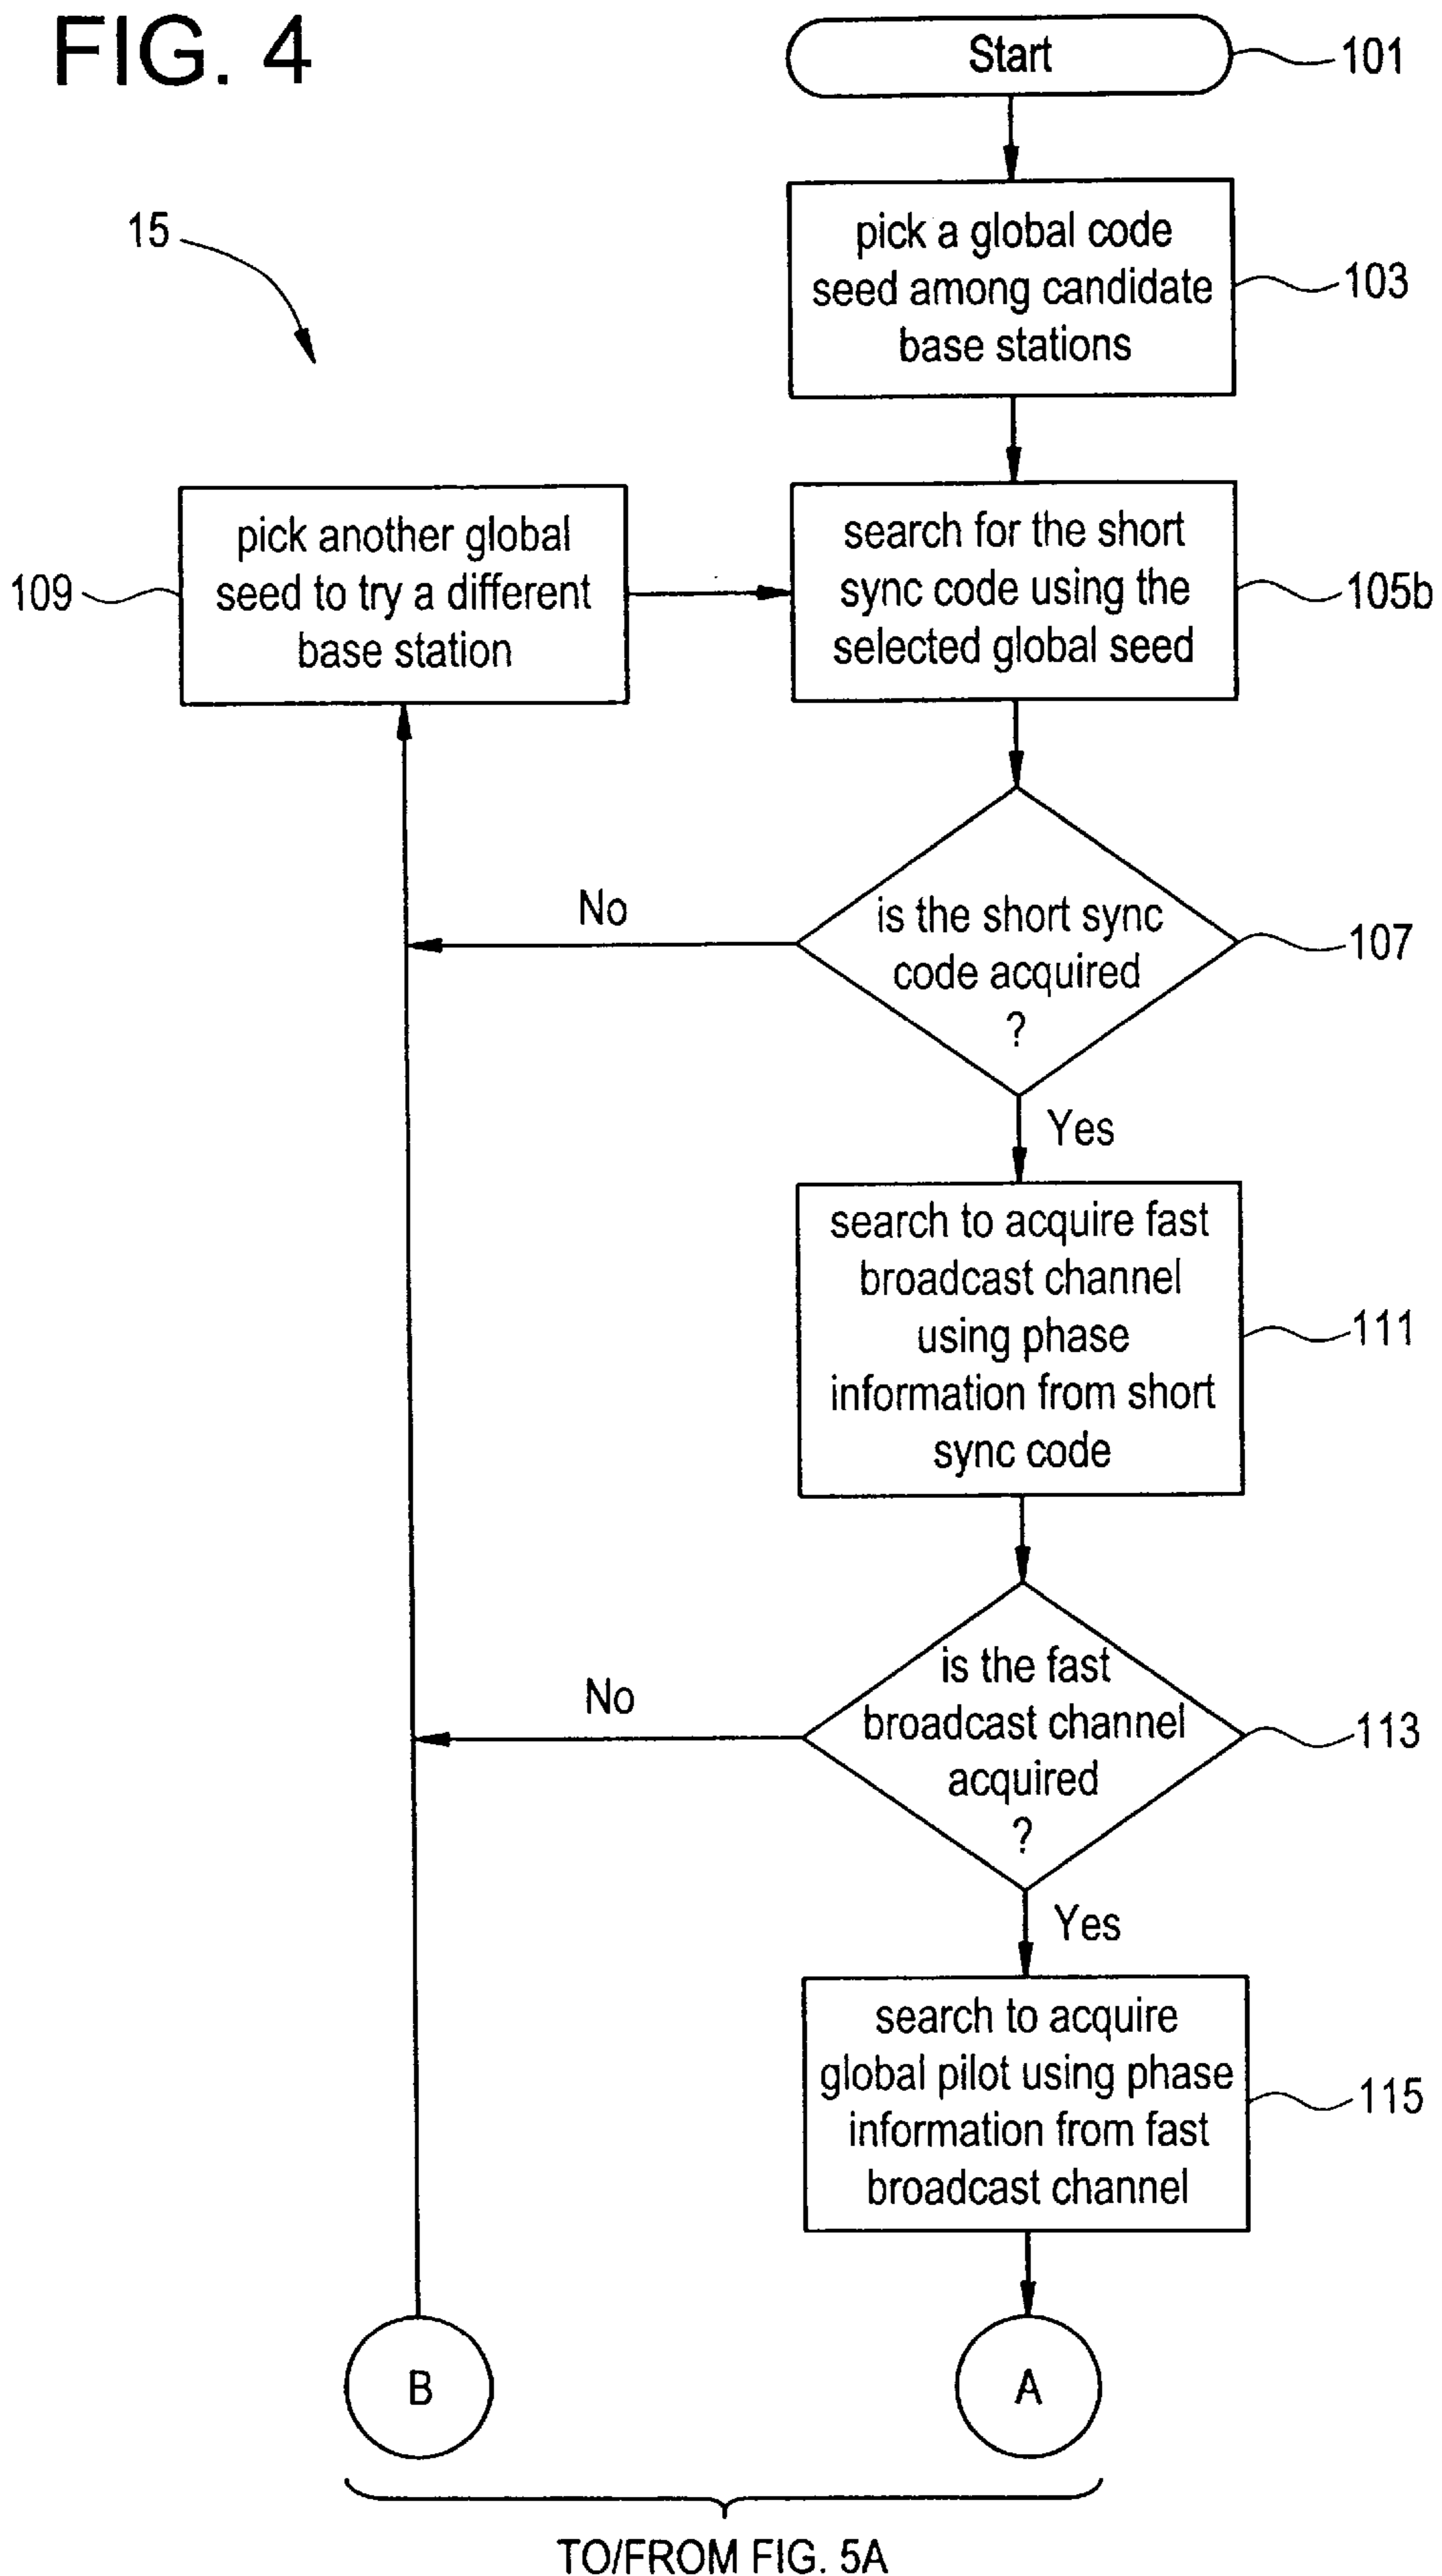 FIG. 4
Start
101
15
pick a global code
seed among candidate
base stations
103
pick another global
seed to try a different
base station
109
search for the short
sync code using the
selected global seed
105b
No
is the short sync
code acquired
?
107
Yes
search to acquire fast
broadcast channel
using phase
information from short
sync code
111
No
is the fast
broadcast channel
acquired
?
113
Yes
search to acquire
global pilot using phase
information from fast
broadcast channel
115
B
A
TO/FROM FIG. 5A